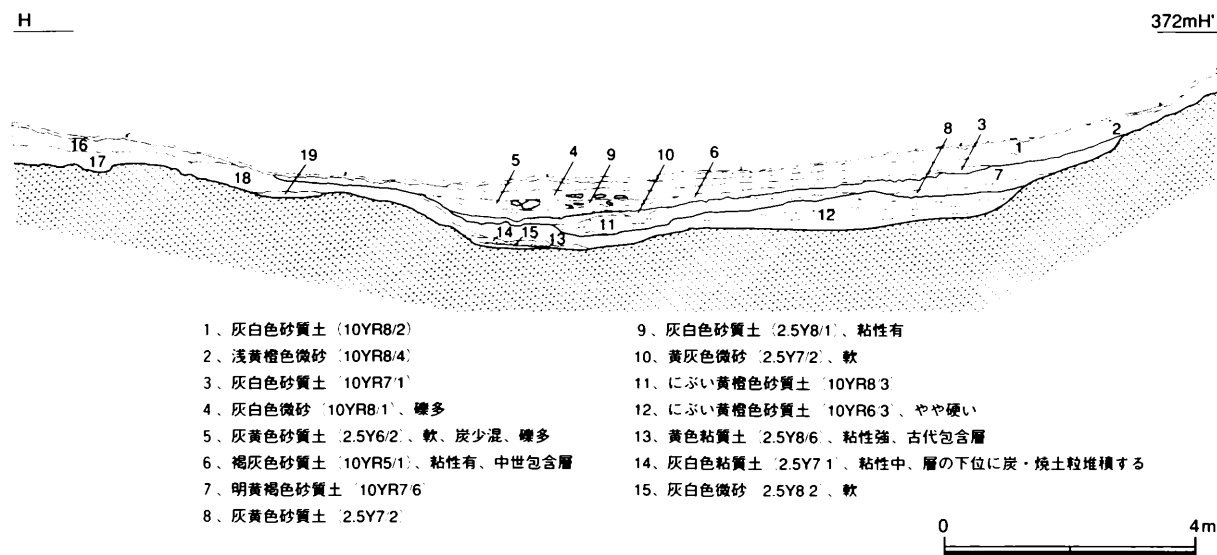 H
372mH'
16
17
18
19
5
4
9
10
6
8
3
1
2
7
12
11
14
15
13
1、灰白色砂質土 (10YR8/2)
2、浅黄橙色微砂 (10YR8/4)
3、灰白色砂質土 (10YR7/1)
4、灰白色微砂 (10YR8/1)、礫多
5、灰黄色砂質土 (2.5Y6/2)、軟、炭少混、礫多
6、褐灰色砂質土 (10YR5/1)、粘性有、中世包含層
7、明黄褐色砂質土 (10YR7/6)
8、灰黄色砂質土 (2.5Y7/2)
9、灰白色砂質土 (2.5Y8/1)、粘性有
10、黄灰色微砂 (2.5Y7/2)、軟
11、にぶい黄橙色砂質土 (10YR8/3)
12、にぶい黄橙色砂質土 (10YR6/3)、やや硬い
13、黄色粘質土 (2.5Y8/6)、粘性強、古代包含層
14、灰白色粘質土 (2.5Y7/1)、粘性中、層の下位に炭・焼土粒堆積する
15、灰白色微砂 (2.5Y8/2)、軟
0
4m